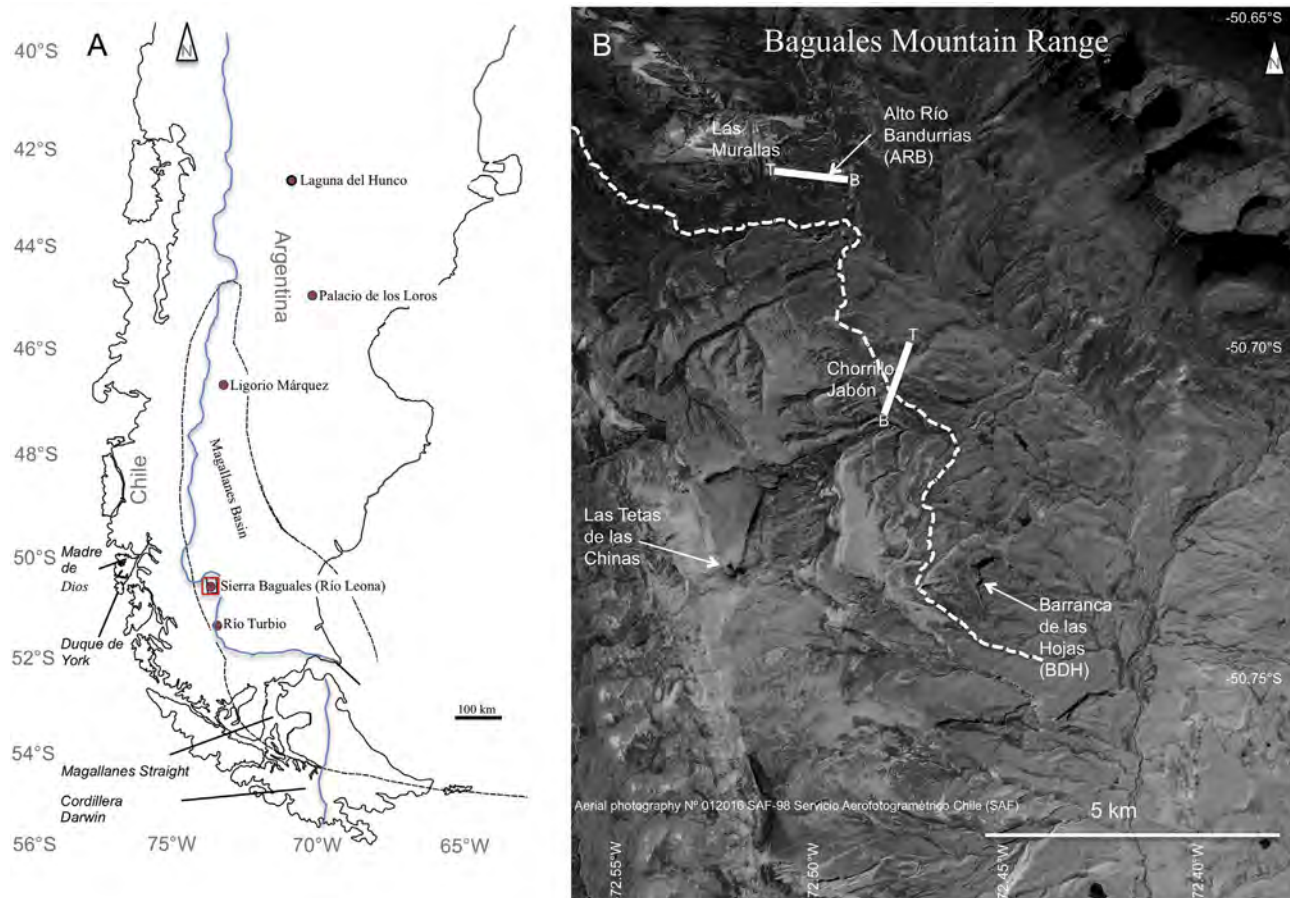 A
N
40°S
42°S
44°S
46°S
48°S
50°S
52°S
54°S
56°S
75°W
70°W
65°W
Laguna del Hunco
Argentina
Palacio de los Loros
Ligorio Márquez
Magallanes Basin
Chile
Madre
de
Dios
Sierra Baguales (Río Leona)
Río Turbio
Duque de
York
100 km
Magallanes Straight
Cordillera
Darwin
B
Baguales Mountain Range
-50.65°S
N
Las
Murallas
Alto Río
Bandurrias
(ARB)
T
B
-50.70°S
T
Chorrillo
Jabón
B
Las Tetas
de las
Chinas
Barranca
de las
Hojas
(BDH)
-50.75°S
Aerial photography Nº 012016 SAF-98 Servicio Aerofotogramétrico Chile (SAF)
5 km
72.55°W
72.50°W
72.45°W
72.40°W